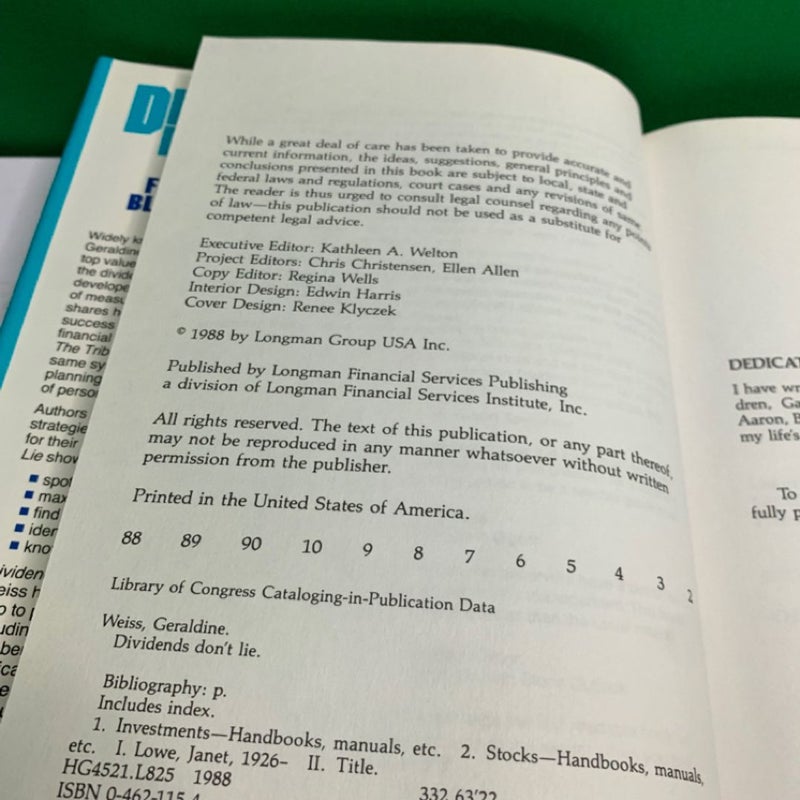 While a great deal of care has been taken to provide accurate and
current information, the ideas, suggestions, general principles and
conclusions presented in this book are subject to local, state and
federal laws and regulations, court cases and any revisions of same.
The reader is thus urged to consult legal counsel regarding any points
of law—this publication should not be used as a substitute for
competent legal advice.
Executive Editor: Kathleen A. Welton
Project Editors: Chris Christensen, Ellen Allen
Copy Editor: Regina Wells
Interior Design: Edwin Harris
Cover Design: Renee Klyczek
© 1988 by Longman Group USA Inc.
Published by Longman Financial Services Publishing
a division of Longman Financial Services Institute, Inc.
All rights reserved. The text of this publication, or any part thereof,
may not be reproduced in any manner whatsoever without written
permission from the publisher.
Printed in the United States of America.
88 89 90 10 9 8 7 6 5 4 3 2
Library of Congress Cataloging-in-Publication Data
Weiss, Geraldine.
Dividends don't lie.
Bibliography: p.
Includes index.
1. Investments—Handbooks, manuals, etc. 2. Stocks—Handbooks, manuals,
etc. I. Lowe, Janet, 1926– II. Title.
HG4521.L825 1988 332.63'22
ISBN 0-462-115
Widely
Geraldin
top value
the divid
develope
of meas
shares h
success
financial
The Trib
same sy
planning
of perso
Authors
strategie
for their
Lie show
■ spo
■ max
■ find
■ iden
■ kno
DEDICAT
I have wr
dren, Ga
Aaron, B
my life's
To
fully p